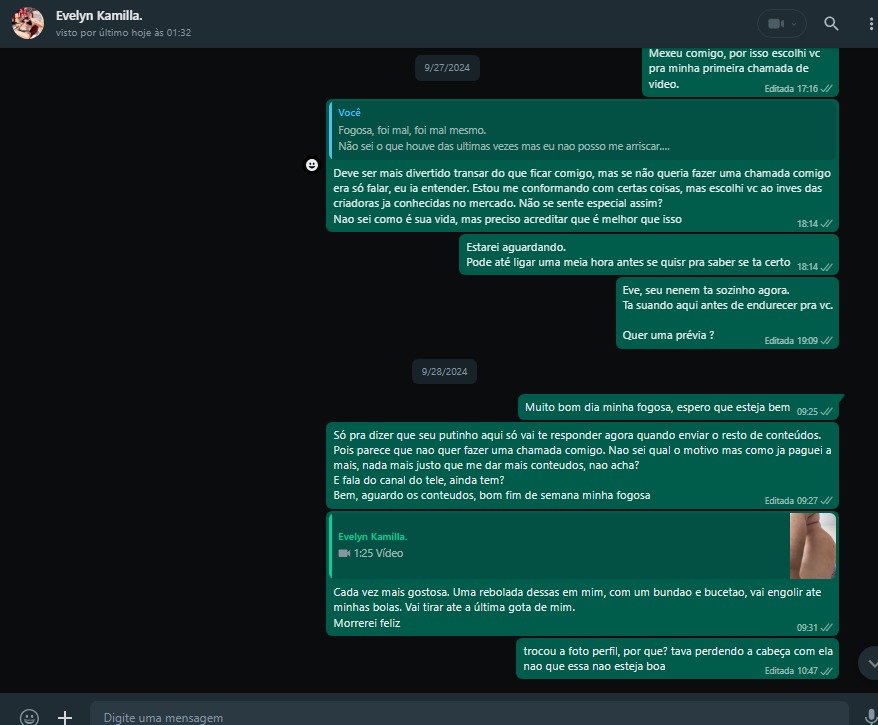 Evelyn Kamilla.
visto por último hoje às 01:32
Mexeu comigo, por isso escolhi vc
pra minha primeira chamada de
video.
Editada 17:16
9/27/2024
Você
Fogosa, foi mal, foi mal mesmo.
Não sei o que houve das ultimas vezes mas eu nao posso me arriscar....
Deve ser mais divertido transar do que ficar comigo, mas se não queria fazer uma chamada comigo
era só falar, eu ia entender. Estou me conformando com certas coisas, mas escolhi vc ao inves das
criadoras ja conhecidas no mercado. Não se sente especial assim?
Nao sei como é sua vida, mas preciso acreditar que é melhor que isso
18:14
Estarei aguardando.
Pode até ligar uma meia hora antes se quisr pra saber se ta certo
18:14
Eve, seu nenem ta sozinho agora.
Ta suando aqui antes de endurecer pra vc.
Quer uma prévia ?
Editada 19:09
9/28/2024
Muito bom dia minha fogosa, espero que esteja bem
09:25
Só pra dizer que seu putinho aqui só vai te responder agora quando enviar o resto de conteúdos.
Pois parece que nao quer fazer uma chamada comigo. Nao sei qual o motivo mas como ja paguei a
mais, nada mais justo que me dar mais conteudos, nao acha?
E fala do canal do tele, ainda tem?
Bem, aguardo os conteudos, bom fim de semana minha fogosa
Editada 09:27
Evelyn Kamilla.
1:25 Vídeo
Cada vez mais gostosa. Uma rebolada dessas em mim, com um bundao e bucetao, vai engolir ate
minhas bolas. Vai tirar ate a última gota de mim.
Morrerei feliz
09:31
trocou a foto perfil, por que? tava perdendo a cabeça com ela
nao que essa nao esteja boa
Editada 10:47
Digite uma mensagem